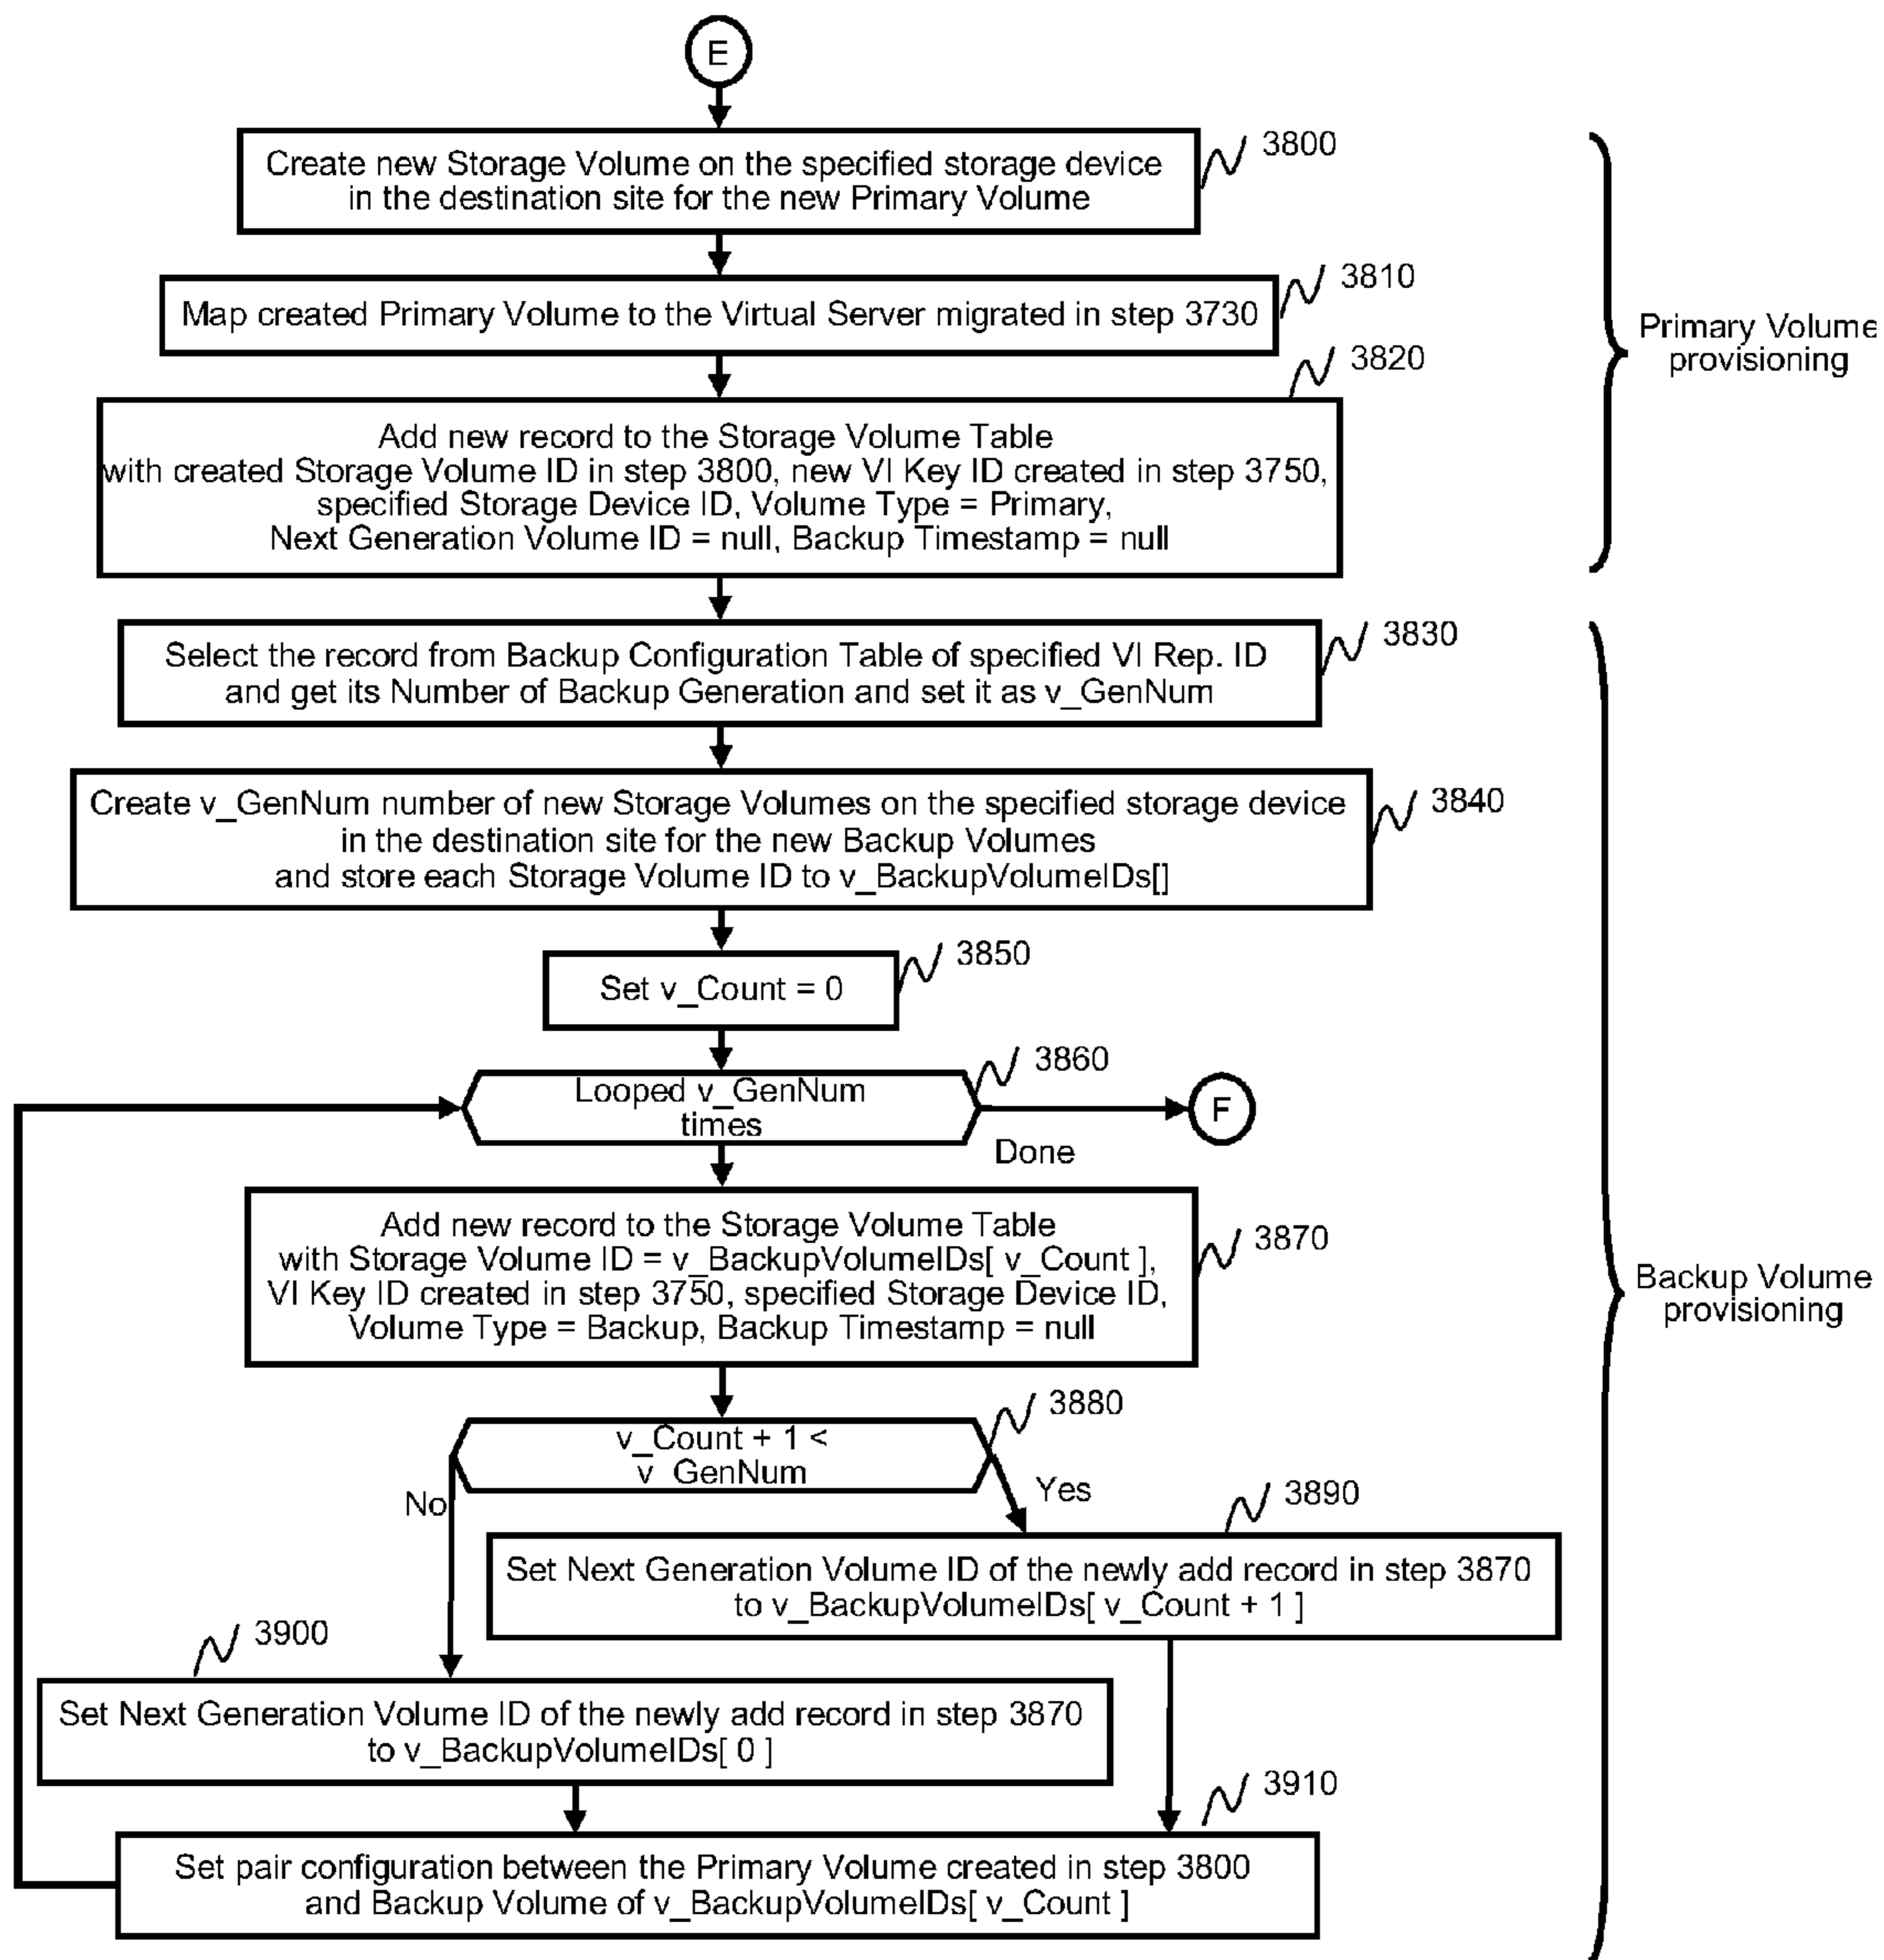 E
3800
Create new Storage Volume on the specified storage device
in the destination site for the new Primary Volume
3810
Map created Primary Volume to the Virtual Server migrated in step 3730
Primary Volume
provisioning
3820
Add new record to the Storage Volume Table
with created Storage Volume ID in step 3800, new VI Key ID created in step 3750,
specified Storage Device ID, Volume Type = Primary,
Next Generation Volume ID = null, Backup Timestamp = null
3830
Select the record from Backup Configuration Table of specified VI Rep. ID
and get its Number of Backup Generation and set it as v_GenNum
3840
Create v_GenNum number of new Storage Volumes on the specified storage device
in the destination site for the new Backup Volumes
and store each Storage Volume ID to v_BackupVolumeIDs[]
3850
Set v_Count = 0
3860
Looped v_GenNum
times
F
Done
3870
Add new record to the Storage Volume Table
with Storage Volume ID = v_BackupVolumeIDs[ v_Count ],
VI Key ID created in step 3750, specified Storage Device ID,
Volume Type = Backup, Backup Timestamp = null
Backup Volume
provisioning
3880
v_Count + 1 <
v_GenNum
No
Yes
3890
Set Next Generation Volume ID of the newly add record in step 3870
to v_BackupVolumeIDs[ v_Count + 1 ]
3900
Set Next Generation Volume ID of the newly add record in step 3870
to v_BackupVolumeIDs[ 0 ]
3910
Set pair configuration between the Primary Volume created in step 3800
and Backup Volume of v_BackupVolumeIDs[ v_Count ]